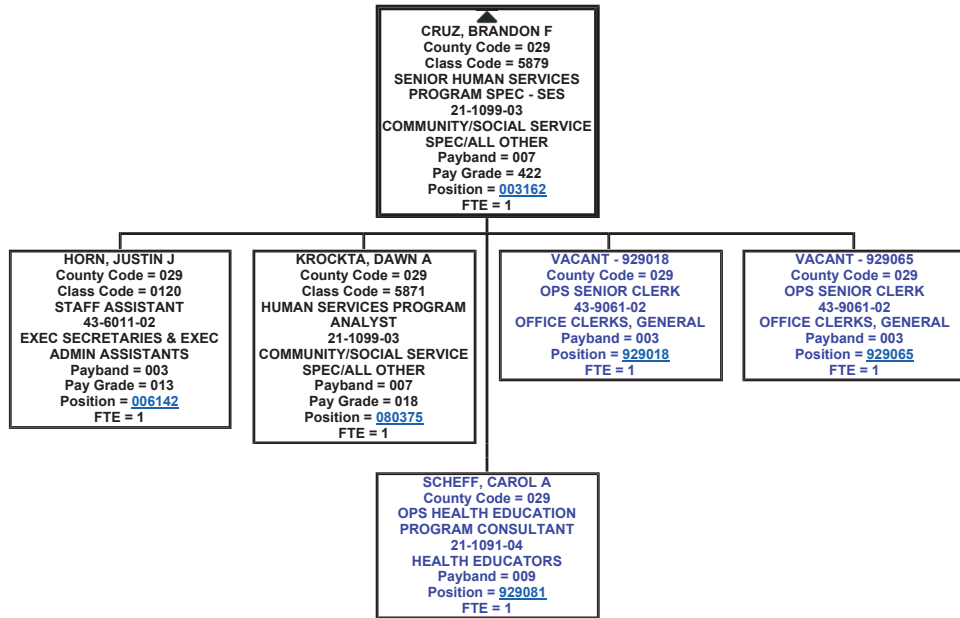 CRUZ, BRANDON F
County Code = 029
Class Code = 5879
SENIOR HUMAN SERVICES
PROGRAM SPEC - SES
21-1099-03
COMMUNITY/SOCIAL SERVICE
SPEC/ALL OTHER
Payband = 007
Pay Grade = 422
Position = 003162
FTE = 1
HORN, JUSTIN J
County Code = 029
Class Code = 0120
STAFF ASSISTANT
43-6011-02
EXEC SECRETARIES & EXEC
ADMIN ASSISTANTS
Payband = 003
Pay Grade = 013
Position = 006142
FTE = 1
KROCKTA, DAWN A
County Code = 029
Class Code = 5871
HUMAN SERVICES PROGRAM
ANALYST
21-1099-03
COMMUNITY/SOCIAL SERVICE
SPEC/ALL OTHER
Payband = 007
Pay Grade = 018
Position = 080375
FTE = 1
VACANT - 929018
County Code = 029
OPS SENIOR CLERK
43-9061-02
OFFICE CLERKS, GENERAL
Payband = 003
Position = 929018
FTE = 1
VACANT - 929065
County Code = 029
OPS SENIOR CLERK
43-9061-02
OFFICE CLERKS, GENERAL
Payband = 003
Position = 929065
FTE = 1
SCHEFF, CAROL A
County Code = 029
OPS HEALTH EDUCATION
PROGRAM CONSULTANT
21-1091-04
HEALTH EDUCATORS
Payband = 009
Position = 929081
FTE = 1